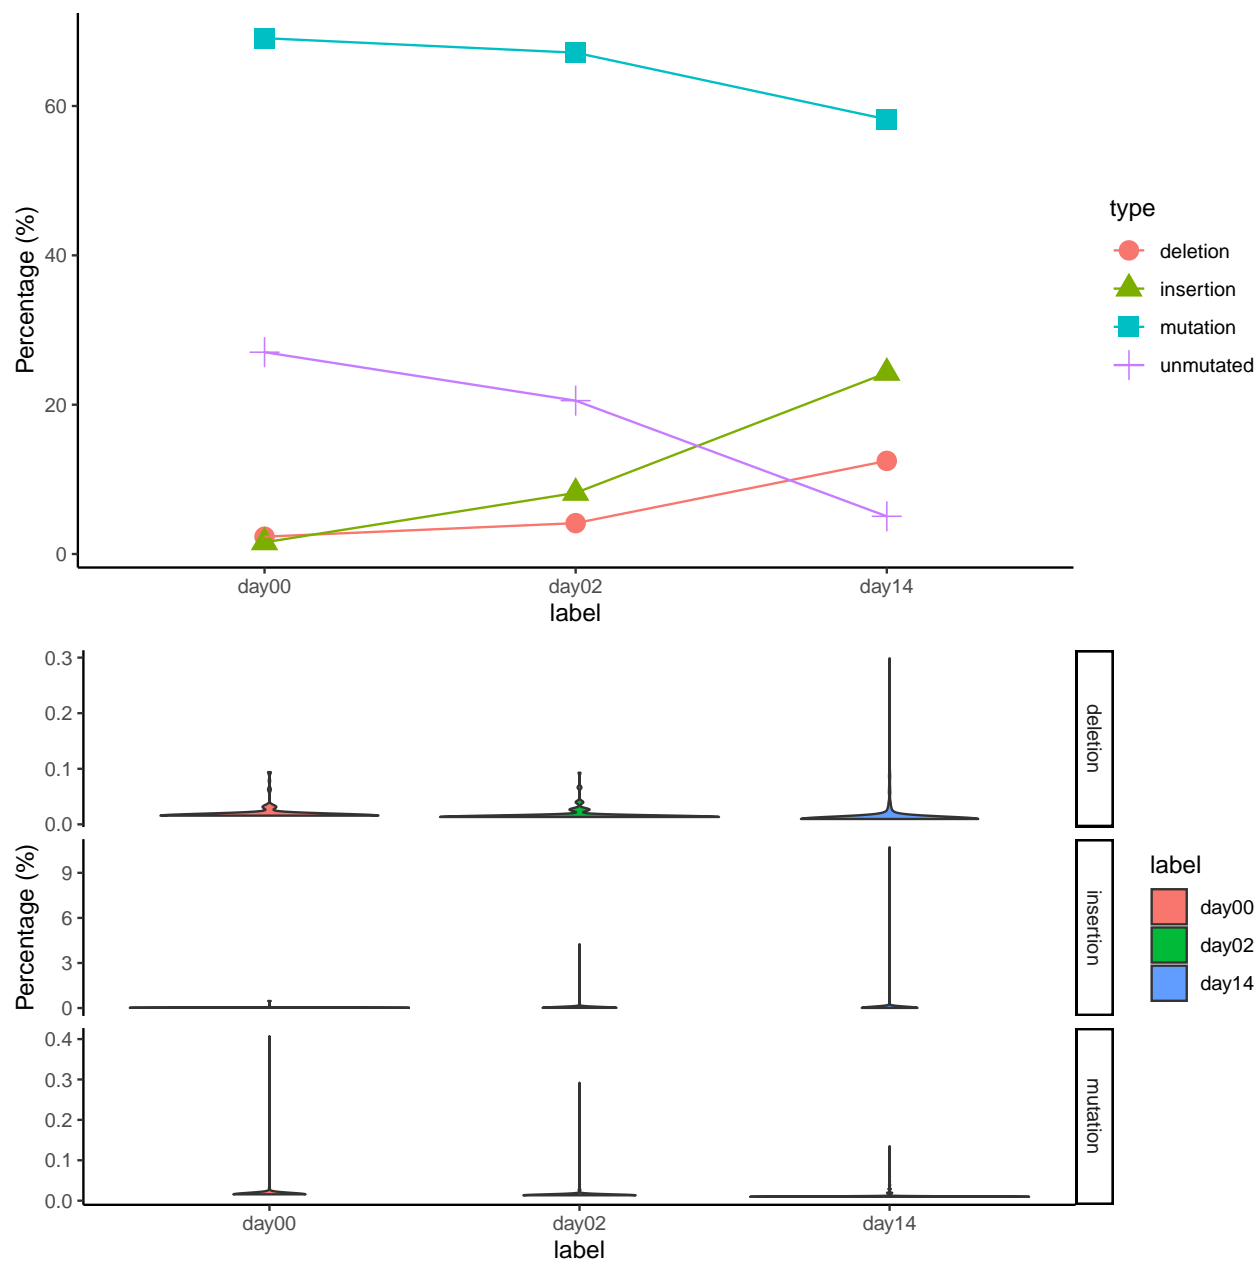 60
40
20
0
Percentage (%)
day00 day02 day14
label
type
deletion
insertion
mutation
unmutated
0.3
0.2
0.1
0.0
deletion
9
6
3
0
insertion
0.4
0.3
0.2
0.1
0.0
mutation
Percentage (%)
day00 day02 day14
label
label
day00
day02
day14